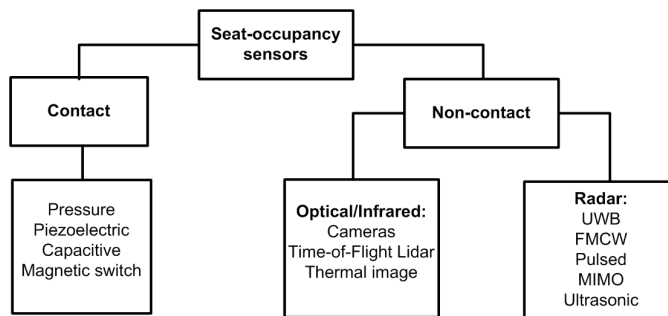 Seat-occupancy
sensors
Contact
Non-contact
Pressure
Piezoelectric
Capacitive
Magnetic switch
Optical/Infrared:
Cameras
Time-of-Flight Lidar
Thermal image
Radar:
UWB
FMCW
Pulsed
MIMO
Ultrasonic